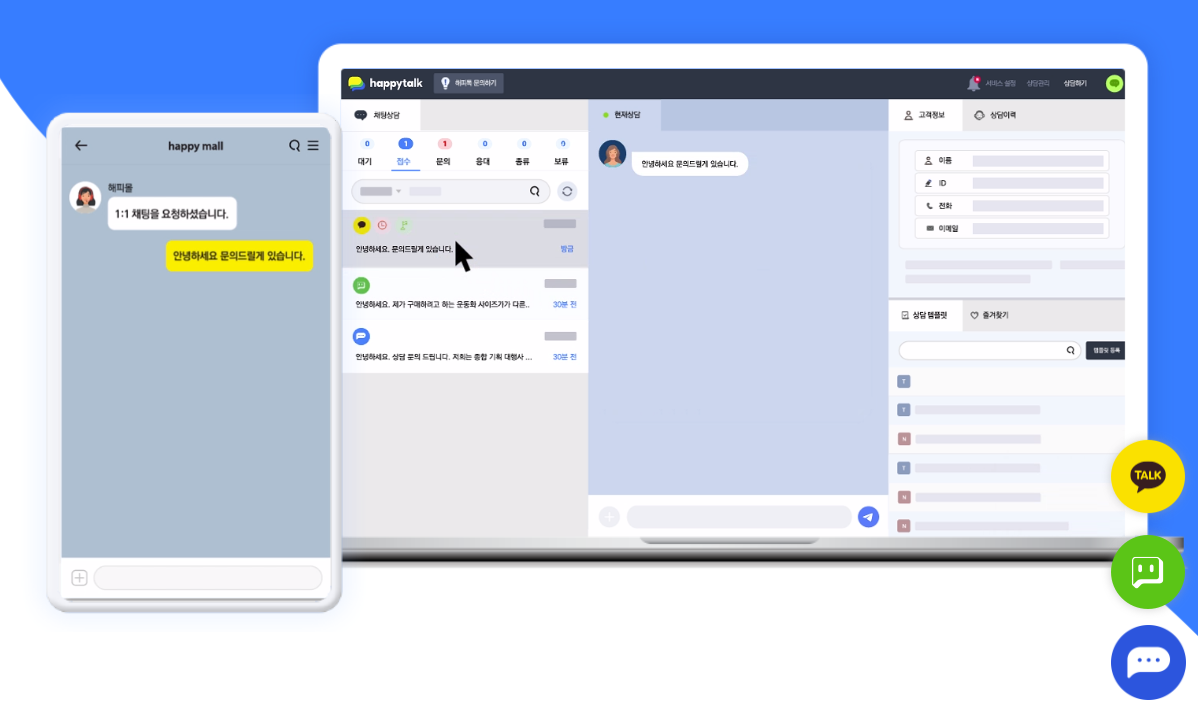 happy mall
해피몰
1:1 채팅을 요청하셨습니다.
안녕하세요 문의드릴게 있습니다.
happytalk
해피톡 문의하기
서비스 설정
상담관리
상담하기
채팅상담
0 1 1 0 0 0
대기 접수 문의 응대 종류 보류
안녕하세요. 문의드릴게 있습니다.
방금
안녕하세요. 제가 구매하려고 하는 운동화 사이즈가가 다른..
30분 전
안녕하세요. 상담 문의 드립니다. 저희는 종합 기획 대행사 ...
30분 전
현재상담
안녕하세요 문의드릴게 있습니다.
고객정보
상담이력
이름
ID
전화
이메일
상담 템플릿
즐겨찾기
템플릿 등록
T
T
N
T
N
N
TALK